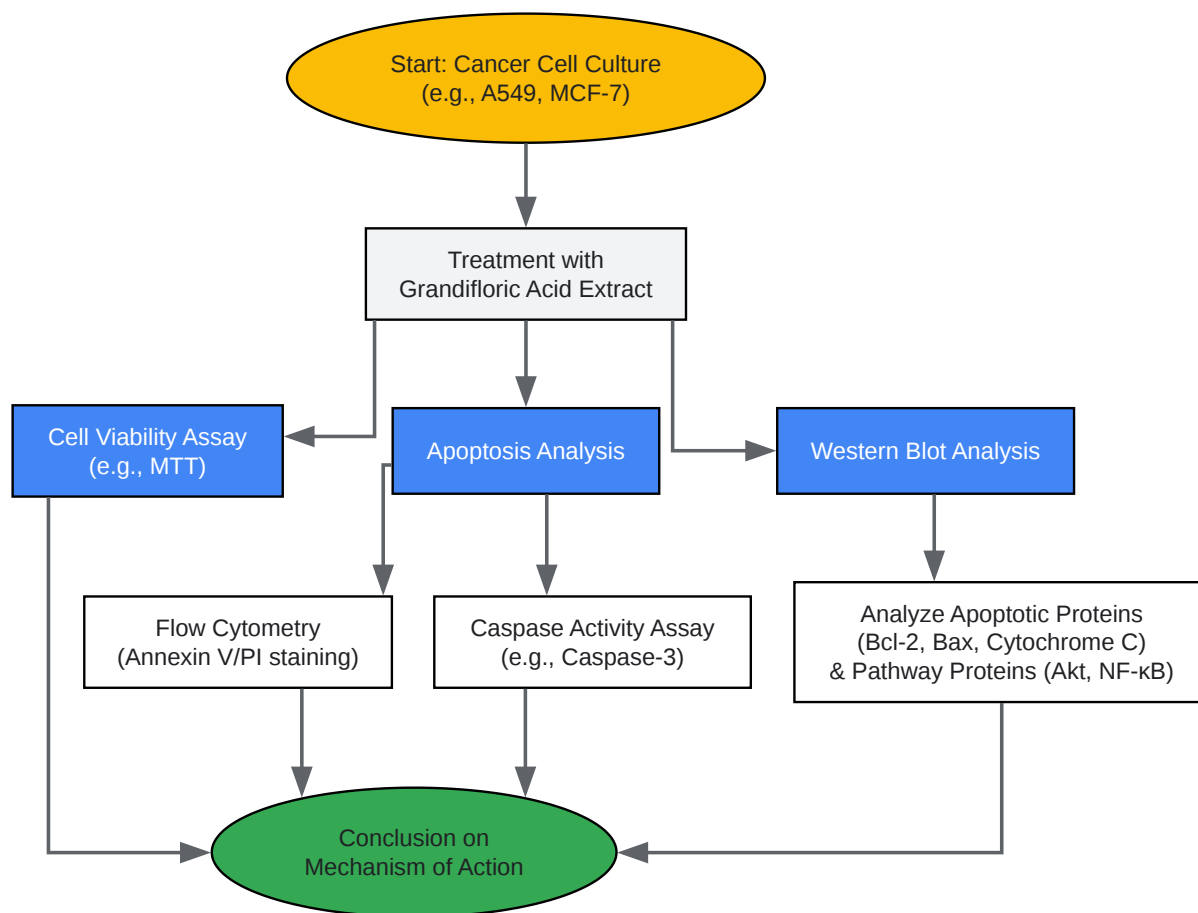 Start: Cancer Cell Culture
(e.g., A549, MCF-7)
Treatment with
Grandifloric Acid Extract
Cell Viability Assay
(e.g., MTT)
Apoptosis Analysis
Western Blot Analysis
Flow Cytometry
(Annexin V/PI staining)
Caspase Activity Assay
(e.g., Caspase-3)
Analyze Apoptotic Proteins
(Bcl-2, Bax, Cytochrome C)
& Pathway Proteins (Akt, NF-κB)
Conclusion on
Mechanism of Action